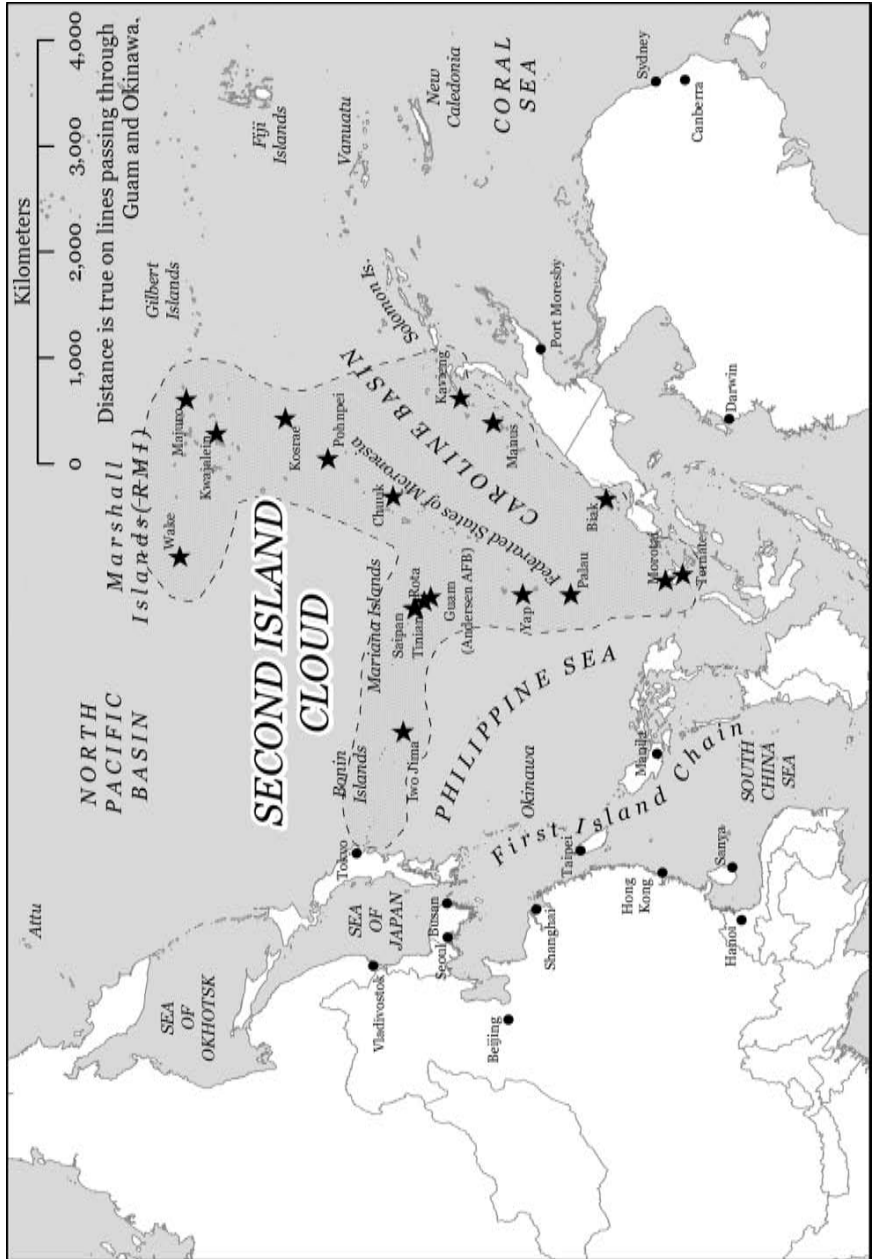 Attu
SEA
OF
OKHOTSK
NORTH
PACIFIC
BASIN
Vladivostok
SEA
OF
JAPAN
Tokyo
Beijing
Seoul
Busan
Shanghai
SECOND ISLAND
CLOUD
Bonin
Islands
Iwo Jima
Mariana Islands
Saipan
Tinian
Rota
Guam
(Andersen AFB)
Marshall
Islands (RMI)
Wake
Kwajalein
Majuro
Kosrae
Pohnpei
Chuuk
Federated States of Micronesia
CAROLINE BASIN
Okinawa
PHILIPPINE SEA
First Island Chain
Taipei
Hong
Kong
Hanoi
Sanya
SOUTH
CHINA
SEA
Manila
Yap
Palau
Morotai
Ternate
Biak
Manus
Kavieng
Solomon Is.
Gilbert
Islands
Port Moresby
Darwin
Fiji
Islands
Vanuatu
New
Caledonia
CORAL
SEA
Sydney
Canberra
Kilometers
0 1,000 2,000 3,000 4,000
Distance is true on lines passing through
Guam and Okinawa.